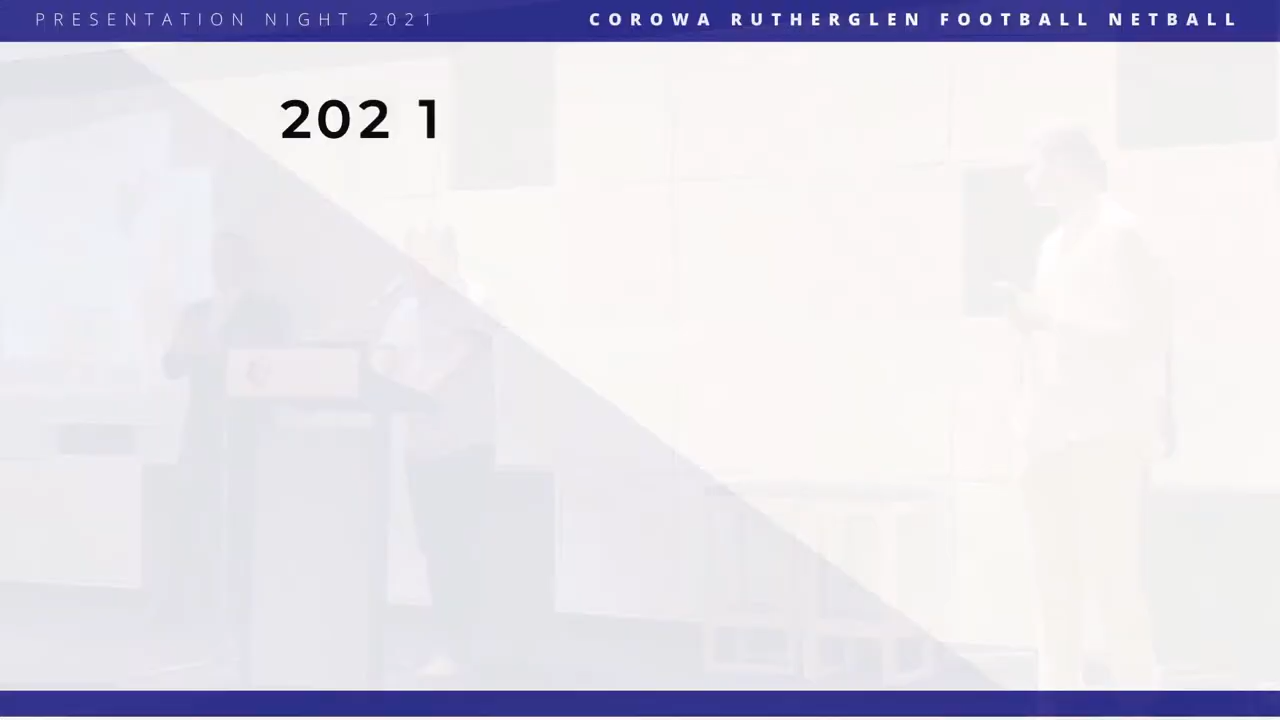 PRESENTATION NIGHT 2021
COROWA RUTHERGLEN FOOTBALL NETBALL
202 1